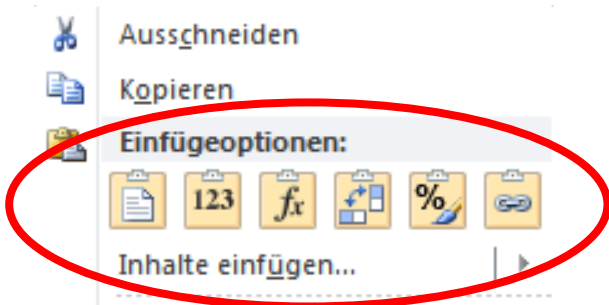 Ausschneiden
Kopieren
Einfügeoptionen:
123 fx %
Inhalte einfügen...